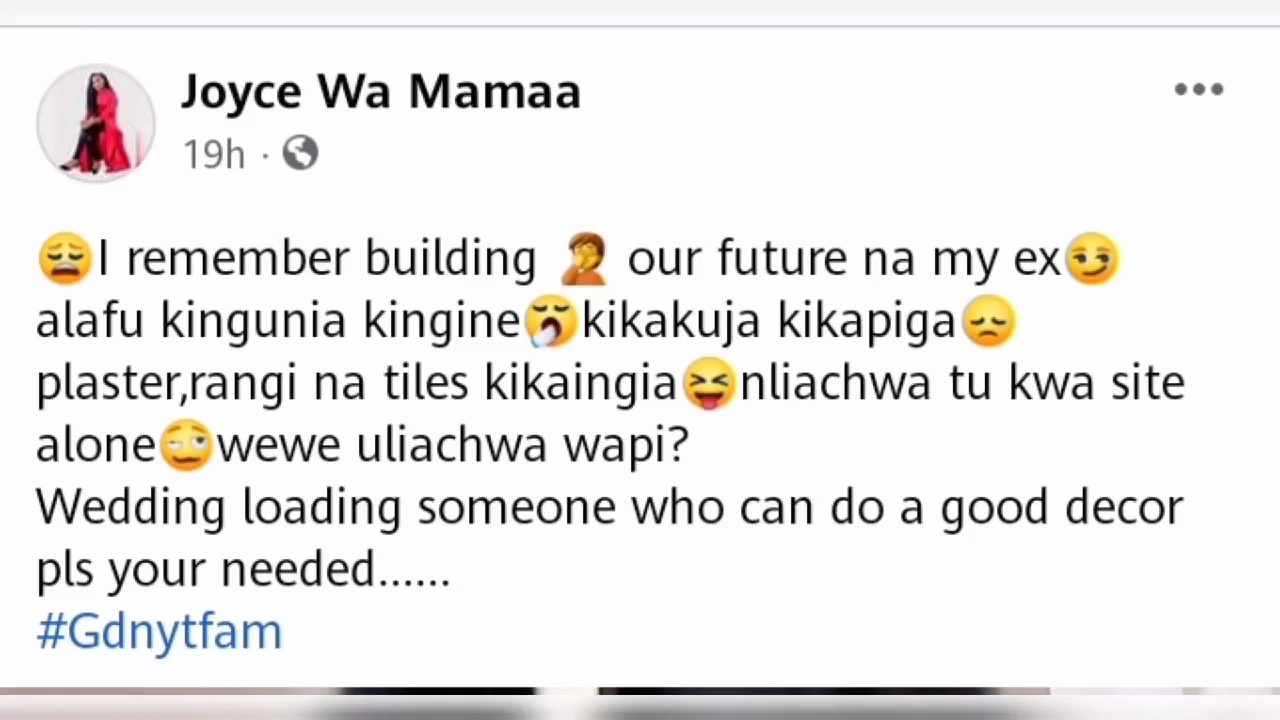 Joyce Wa Mamaa
19h ·
😩I remember building 🤦 our future na my ex😏
alafu kingunia kingine🥱kikakuja kikapiga😞
plaster,rangi na tiles kikaingia😝nliachwa tu kwa site
alone🥴wewe uliachwa wapi?
Wedding loading someone who can do a good decor
pls your needed......
#Gdnytfam